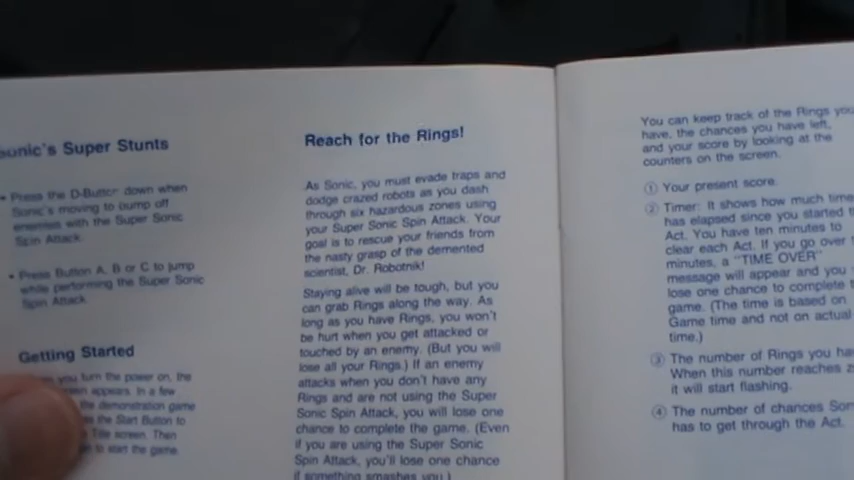 Sonic's Super Stunts
• Press the D-Button down when
Sonic's moving to bump off
enemies with the Super Sonic
Spin Attack.
• Press Button A, B or C to jump
while performing the Super Sonic
Spin Attack.
Getting Started
you turn the power on, the
appears. In a few
the demonstration game
the Start Button to
Title screen. Then
to start the game.
Reach for the Rings!
As Sonic, you must evade traps and
dodge crazed robots as you dash
through six hazardous zones using
your Super Sonic Spin Attack. Your
goal is to rescue your friends from
the nasty grasp of the demented
scientist, Dr. Robotnik!
Staying alive will be tough, but you
can grab Rings along the way. As
long as you have Rings, you won't
be hurt when you get attacked or
touched by an enemy. (But you will
lose all your Rings.) If an enemy
attacks when you don't have any
Rings and are not using the Super
Sonic Spin Attack, you will lose one
chance to complete the game. (Even
if you are using the Super Sonic
Spin Attack, you'll lose one chance
if something smashes you.)
You can keep track of the Rings you
have, the chances you have left,
and your score by looking at the
counters on the screen.
① Your present score.
② Timer: It shows how much time
has elapsed since you started
Act. You have ten minutes to
clear each Act. If you go over
minutes, a "TIME OVER"
message will appear and you
lose one chance to complete
game. (The time is based on
Game time and not on actual
time.)
③ The number of Rings you
When this number reaches
it will start flashing.
④ The number of chances
has to get through the Act.